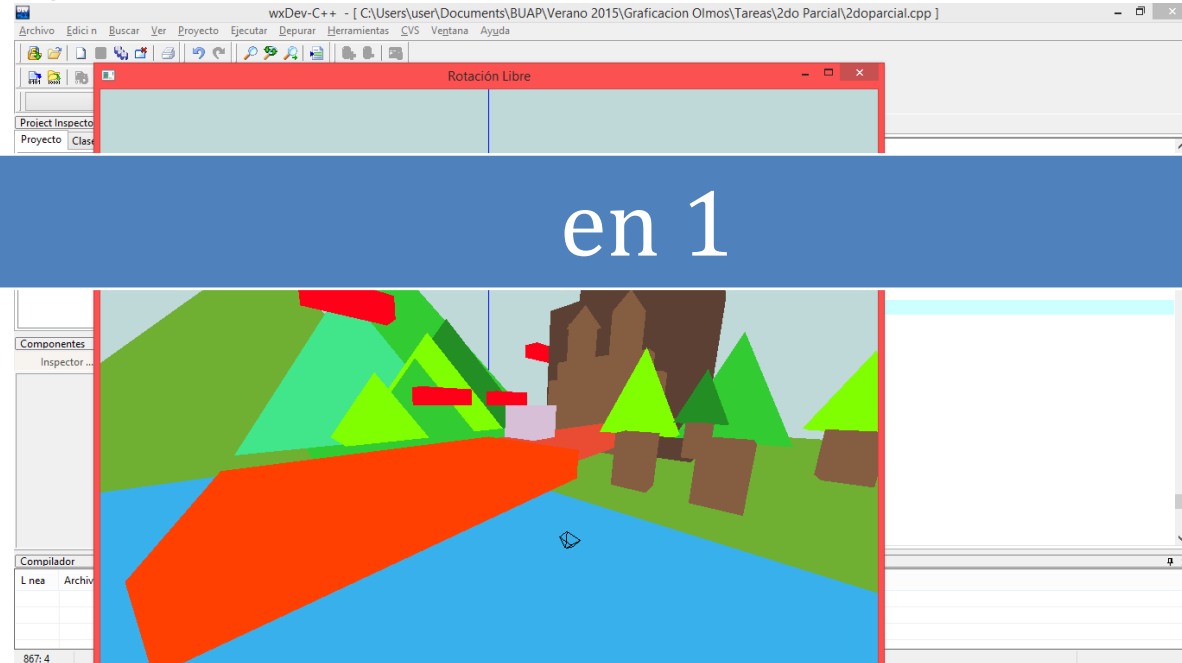 wxDev-C++ - [ C:\Users\user\Documents\BUAP\Verano 2015\Graficacion Olmos\Tareas\2do Parcial\2doparcial.cpp ]
Archivo Edici n Buscar Ver Proyecto Ejecutar Depurar Herramientas CVS Ventana Ayuda
Rotación Libre
Project Inspecto
Proyecto Clase
en 1
Componentes
Inspector ...
Compilador
L nea Archiv
867: 4